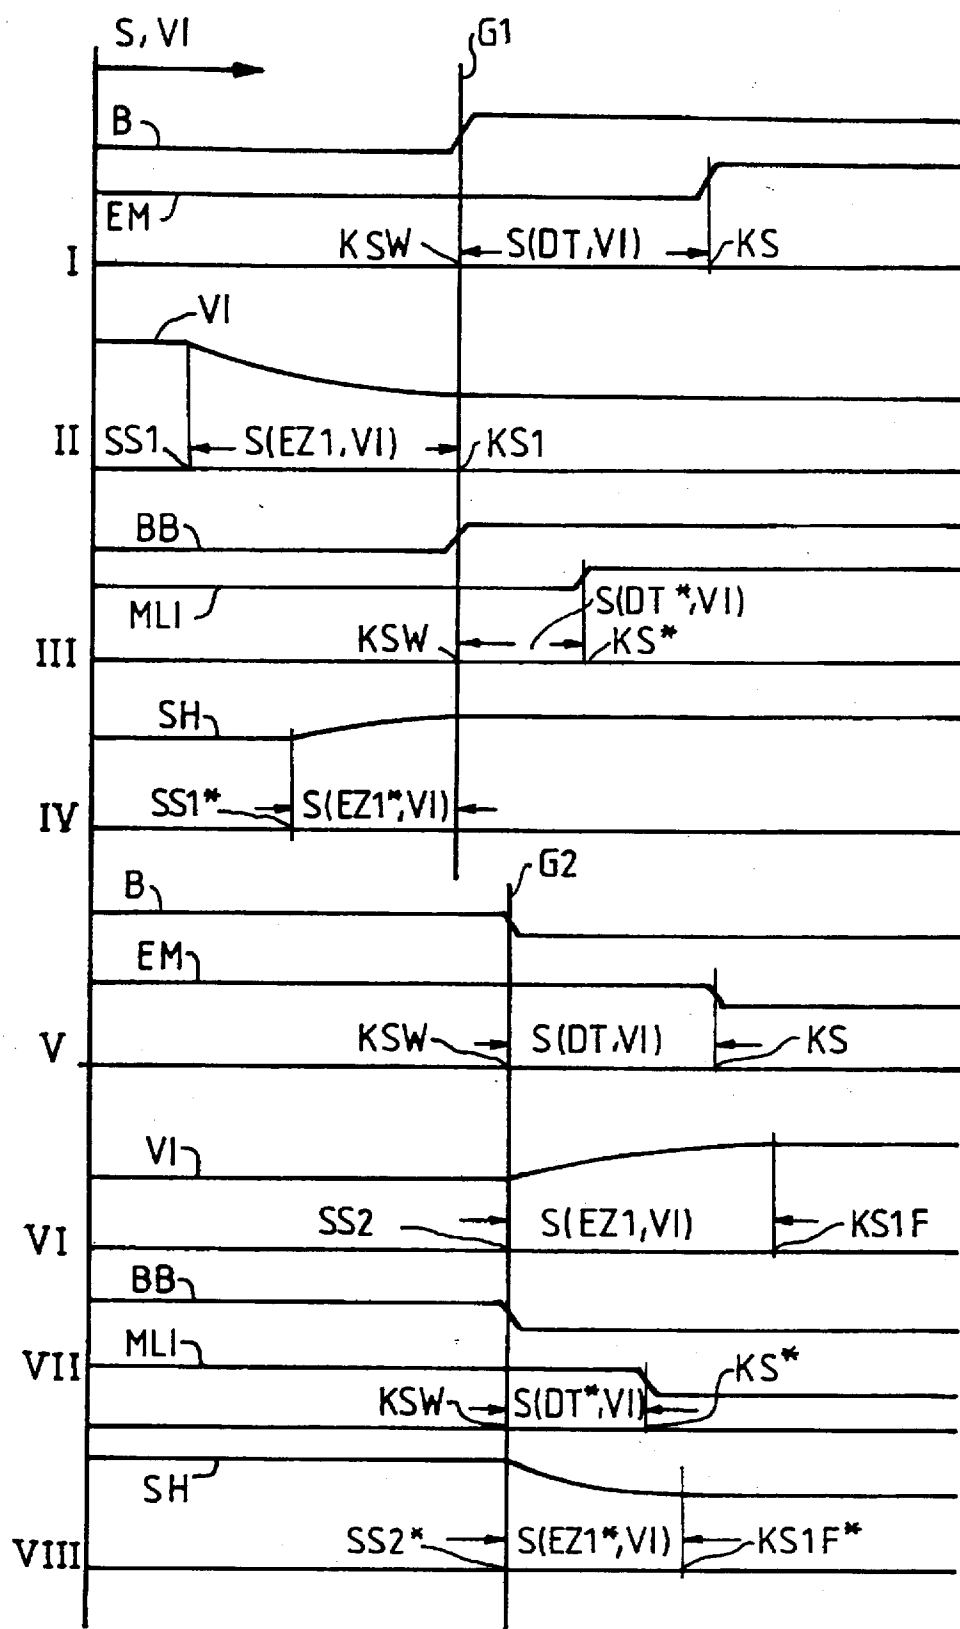 S, VI
G1
B
EM
KSW
S(DT,VI)
KS
I
VI
II
SS1
S(EZ1,VI)
KS1
BB
MLI
S(DT*,VI)
KSW
KS*
III
SH
SS1*
S(EZ1*,VI)
IV
G2
B
EM
KSW
S(DT,VI)
KS
V
VI
SS2
S(EZ1,VI)
KS1F
VI
BB
MLI
KS*
VII
KSW
S(DT*,VI)
SH
SS2*
S(EZ1*,VI)
KS1F*
VIII